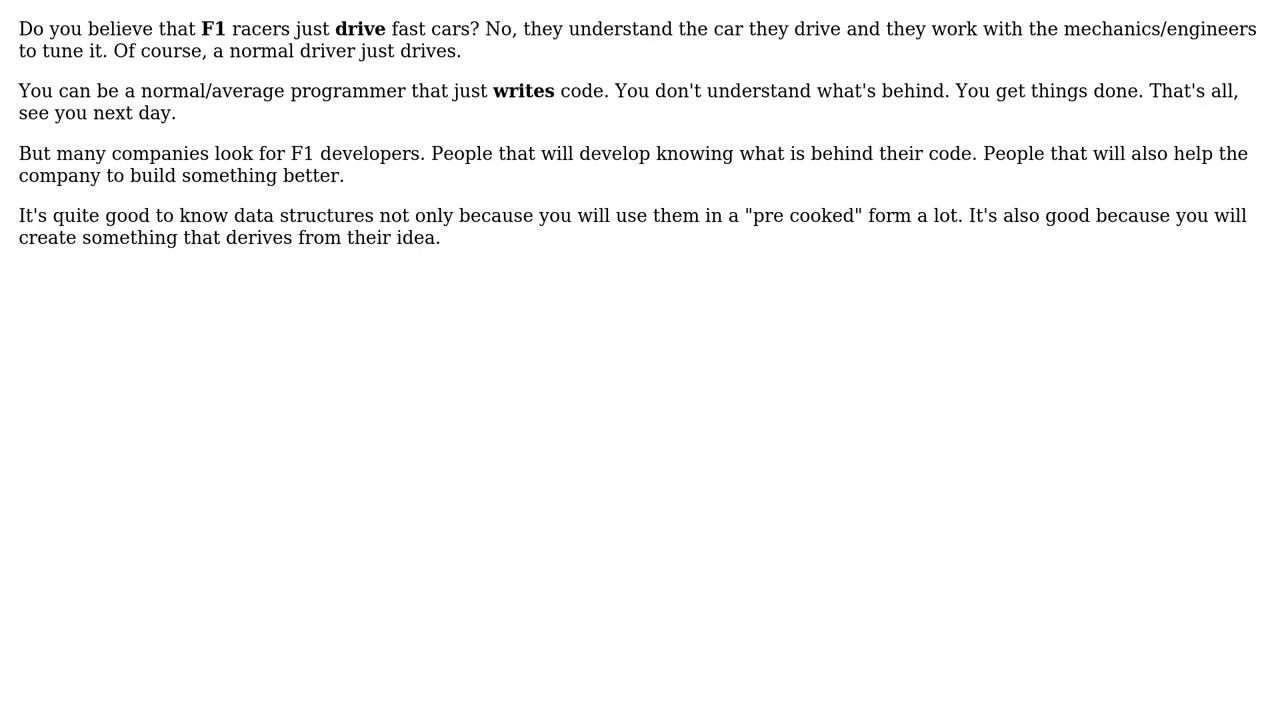 Do you believe that F1 racers just drive fast cars? No, they understand the car they drive and they work with the mechanics/engineers
to tune it. Of course, a normal driver just drives.
You can be a normal/average programmer that just writes code. You don't understand what's behind. You get things done. That's all,
see you next day.
But many companies look for F1 developers. People that will develop knowing what is behind their code. People that will also help the
company to build something better.
It's quite good to know data structures not only because you will use them in a "pre cooked" form a lot. It's also good because you will
create something that derives from their idea.